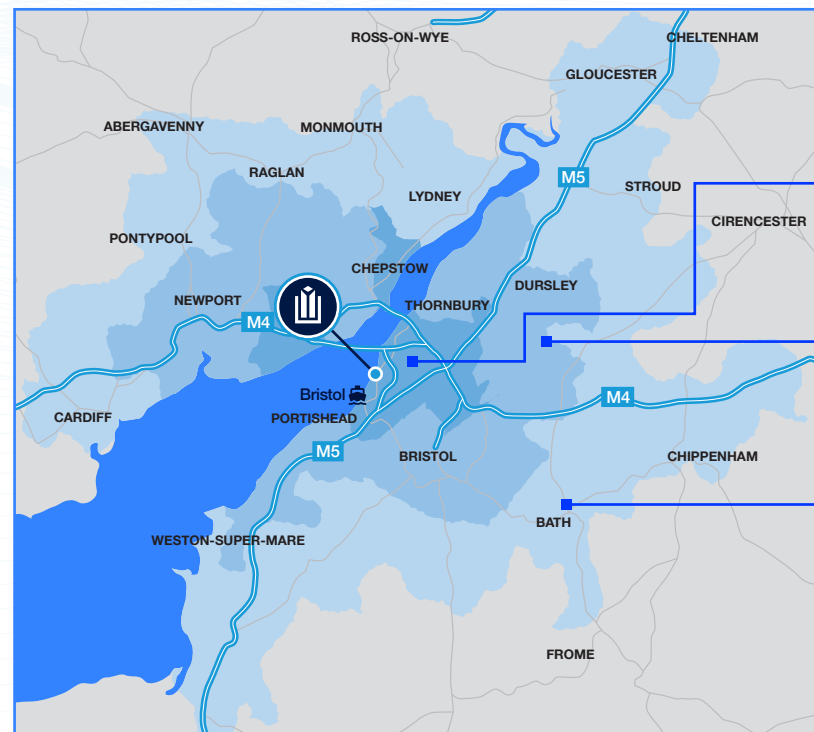 ROSS-ON-WYE
CHELTENHAM
GLOUCESTER
ABERGAVENNY
MONMOUTH
RAGLAN
M5
STROUD
LYDNEY
CIRENCESTER
PONTYPOOL
CHEPSTOW
DURSLEY
NEWPORT
THORNBURY
M4
Bristol
M4
CARDIFF
PORTISHEAD
M5
BRISTOL
CHIPPENHAM
BATH
WESTON-SUPER-MARE
FROME